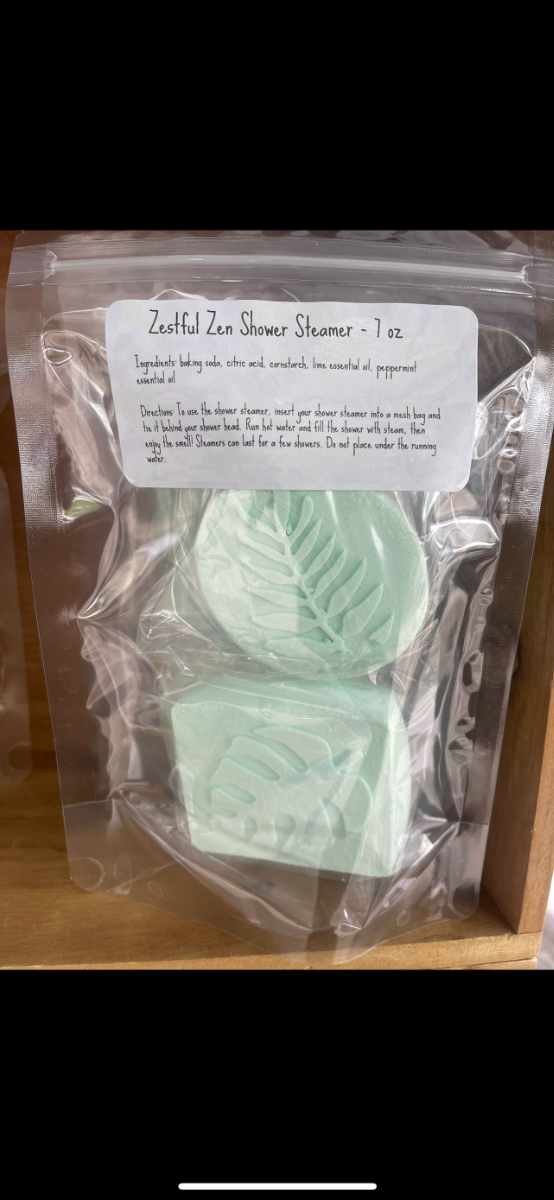 Zestful Zen Shower Steamer - 7 oz
Ingredients: baking soda, citric acid, cornstarch, lime essential oil, peppermint
essential oil
Directions: To use the shower steamer, insert your shower steamer into a mesh bag and
tie it behind your shower head. Run hot water and fill the shower with steam, then
enjoy the smell! Steamers can last for a few showers. Do not place under the running
water.